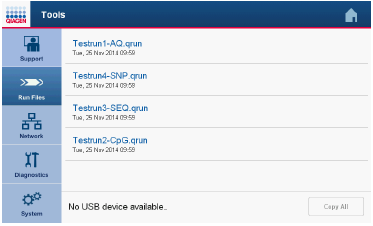 QIAGEN Tools
Support
Run Files
Network
Diagnostics
System
Testrun1-AQ.qrun
Tue, 25 Nov 2014 09:59
Testrun4-SNP.qrun
Tue, 25 Nov 2014 09:59
Testrun3-SEQ.qrun
Tue, 25 Nov 2014 09:59
Testrun2-CpG.qrun
Tue, 25 Nov 2014 09:59
No USB device available..
Copy All